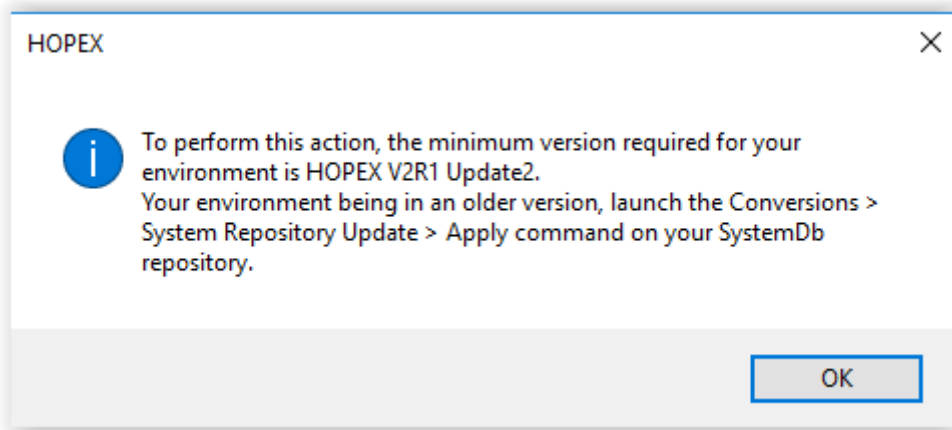 HOPEX
To perform this action, the minimum version required for your
environment is HOPEX V2R1 Update2.
Your environment being in an older version, launch the Conversions >
System Repository Update > Apply command on your SystemDb
repository.
OK